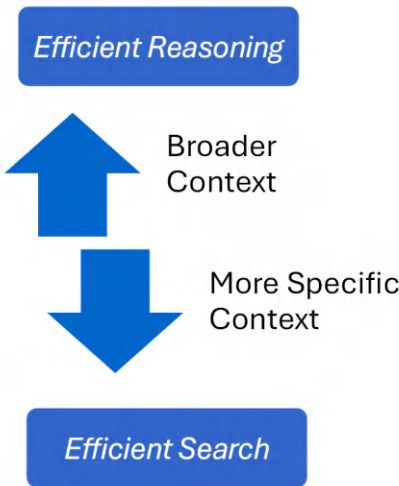 Efficient Reasoning
Broader
Context
More Specific
Context
Efficient Search